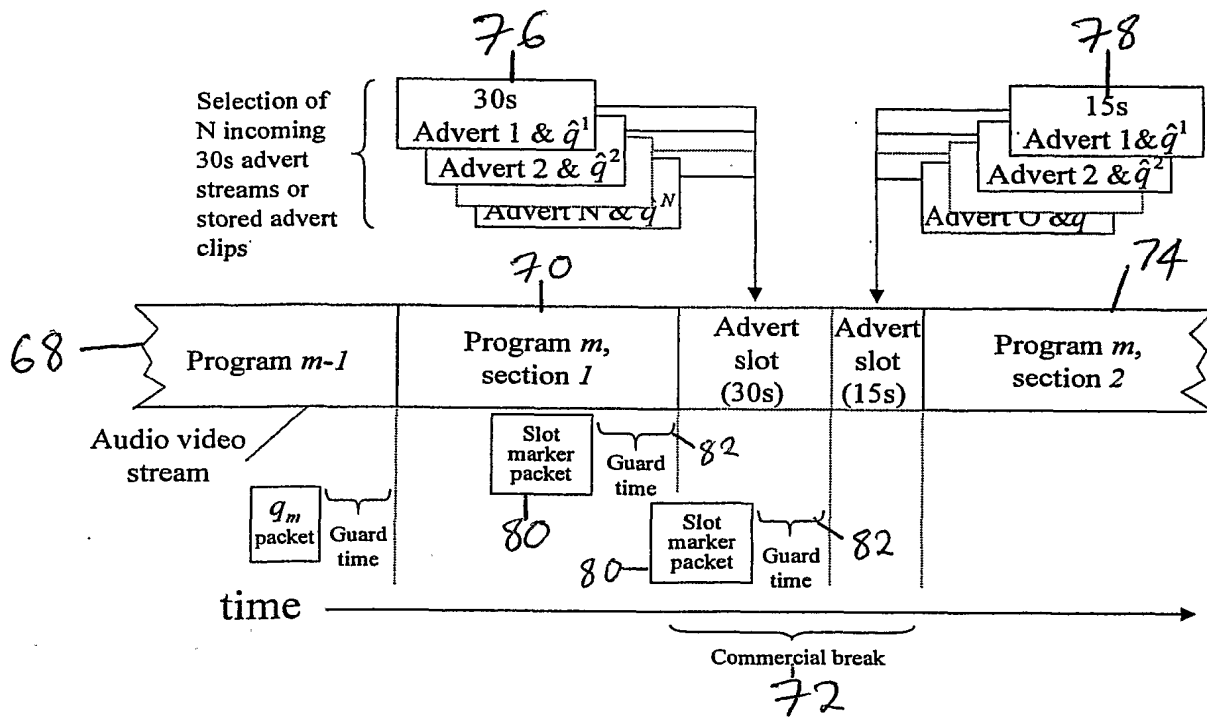 76
78
Selection of
N incoming
30s advert
streams or
stored advert
clips
30s
Advert 1 & q̂¹
Advert 2 & q̂²
Advert N & q̂ᴺ
15s
Advert 1&q̂¹
Advert 2 &q̂²
Advert O &q
70
74
68
Program m-1
Program m,
section 1
Advert
slot
(30s)
Advert
slot
(15s)
Program m,
section 2
Audio video
stream
Slot
marker
packet
Guard
time
82
qₘ
packet
Guard
time
80
80
Slot
marker
packet
Guard
time
82
time
Commercial break
72